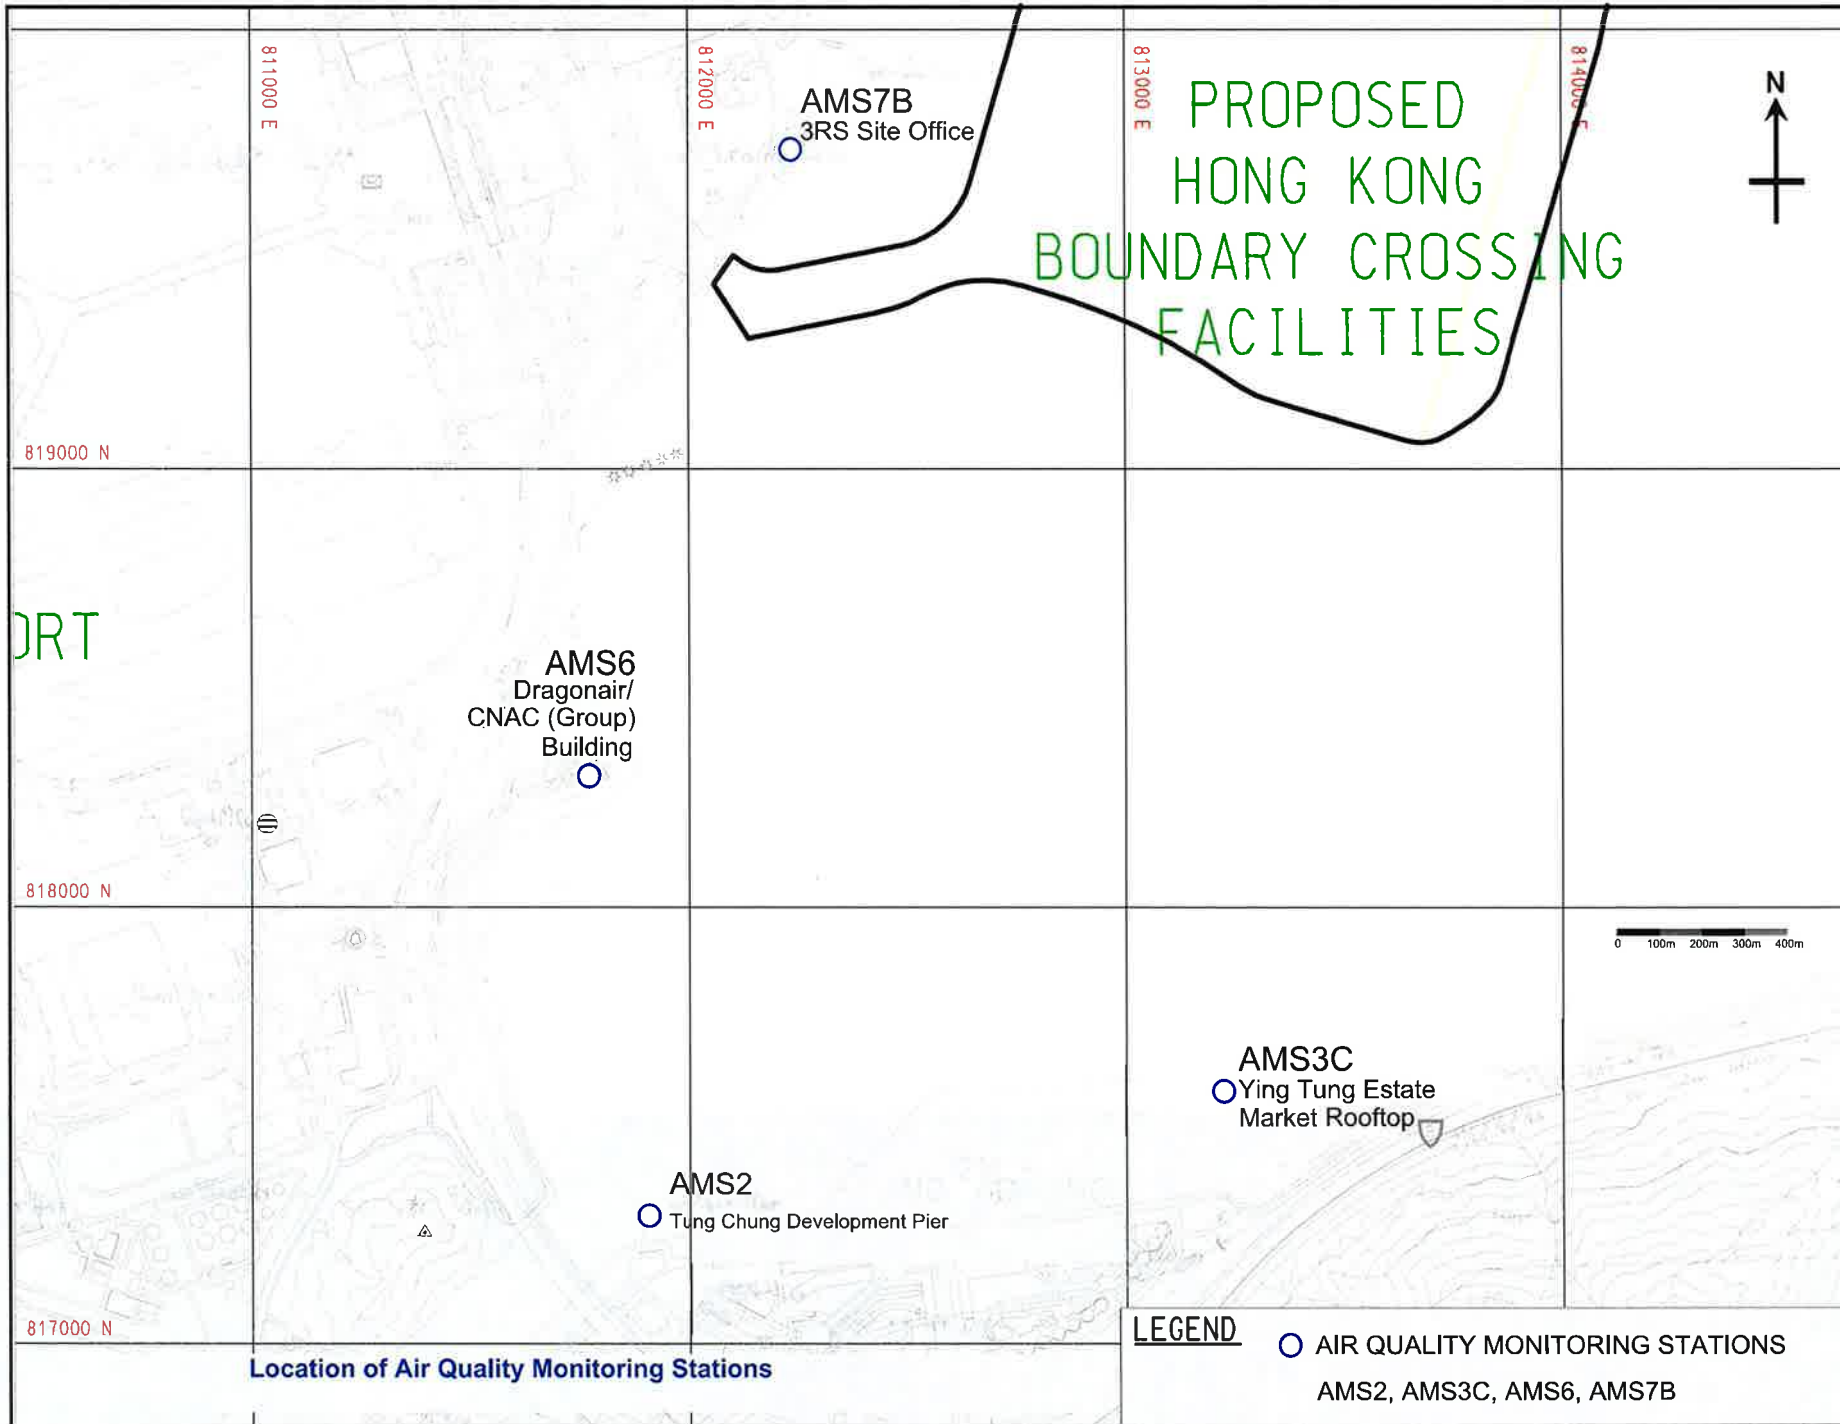 811000 E
812000 E
813000 E
814000 E
N
PROPOSED
HONG KONG
BOUNDARY CROSSING
FACILITIES
AMS7B
3RS Site Office
819000 N
ORT
AMS6
Dragonair/
CNAC (Group)
Building
818000 N
0 100m 200m 300m 400m
AMS3C
Ying Tung Estate
Market Rooftop
AMS2
Tung Chung Development Pier
817000 N
Location of Air Quality Monitoring Stations
LEGEND
AIR QUALITY MONITORING STATIONS
AMS2, AMS3C, AMS6, AMS7B